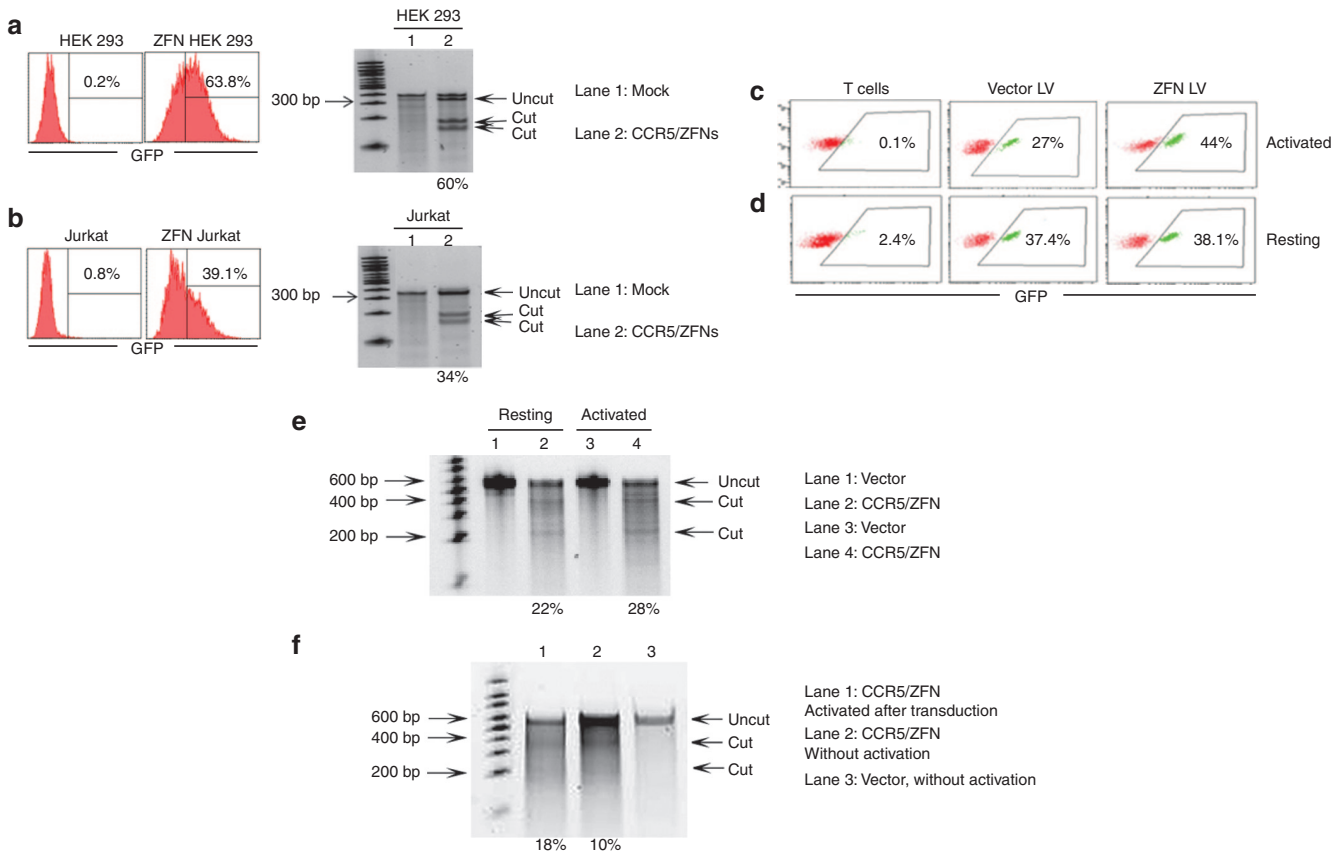 a
HEK 293
ZFN HEK 293
0.2%
63.8%
GFP
HEK 293
1 2
300 bp
Uncut
Cut
Cut
60%
Lane 1: Mock
Lane 2: CCR5/ZFNs
b
Jurkat
ZFN Jurkat
0.8%
39.1%
GFP
Jurkat
1 2
300 bp
Uncut
Cut
Cut
34%
Lane 1: Mock
Lane 2: CCR5/ZFNs
c
T cells
Vector LV
ZFN LV
0.1%
27%
44%
Activated
d
2.4%
37.4%
38.1%
Resting
GFP
e
Resting
Activated
1 2 3 4
600 bp
400 bp
200 bp
Uncut
Cut
Cut
22%
28%
Lane 1: Vector
Lane 2: CCR5/ZFN
Lane 3: Vector
Lane 4: CCR5/ZFN
f
1 2 3
600 bp
400 bp
200 bp
Uncut
Cut
Cut
18%
10%
Lane 1: CCR5/ZFN
Activated after transduction
Lane 2: CCR5/ZFN
Without activation
Lane 3: Vector, without activation